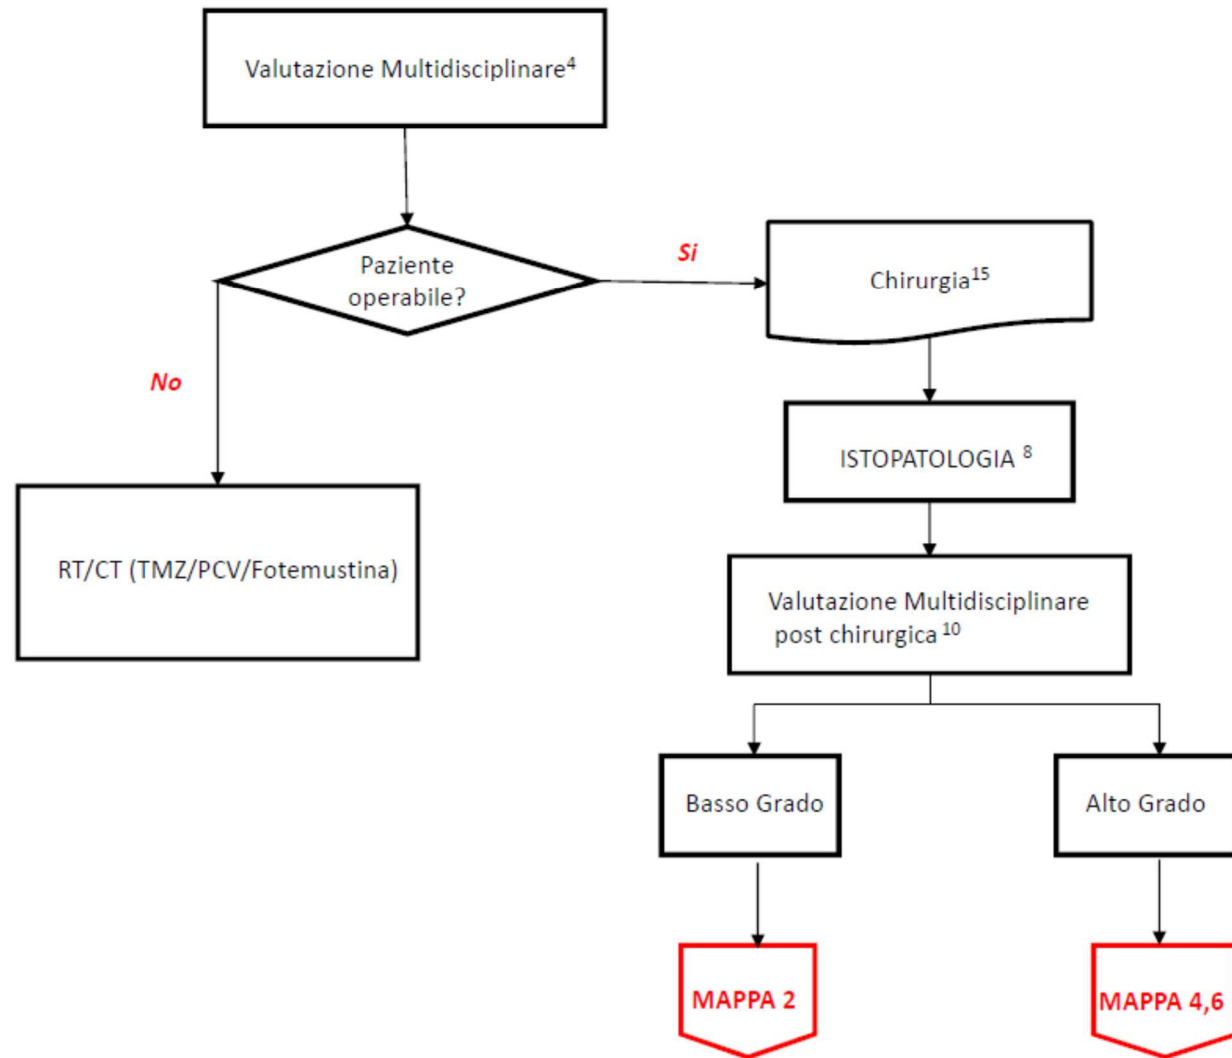 Valutazione Multidisciplinare⁴
Paziente
operabile?
Si
Chirurgia¹⁵
No
ISTOPATOLOGIA ⁸
RT/CT (TMZ/PCV/Fotemustina)
Valutazione Multidisciplinare
post chirurgica ¹⁰
Basso Grado
Alto Grado
MAPPA 2
MAPPA 4,6